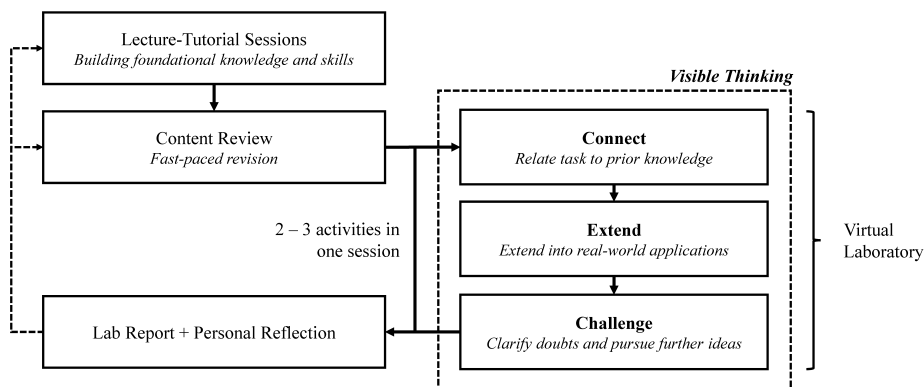 Lecture-Tutorial Sessions
Building foundational knowledge and skills
Content Review
Fast-paced revision
2 – 3 activities in
one session
Lab Report + Personal Reflection
Visible Thinking
Connect
Relate task to prior knowledge
Extend
Extend into real-world applications
Challenge
Clarify doubts and pursue further ideas
Virtual
Laboratory